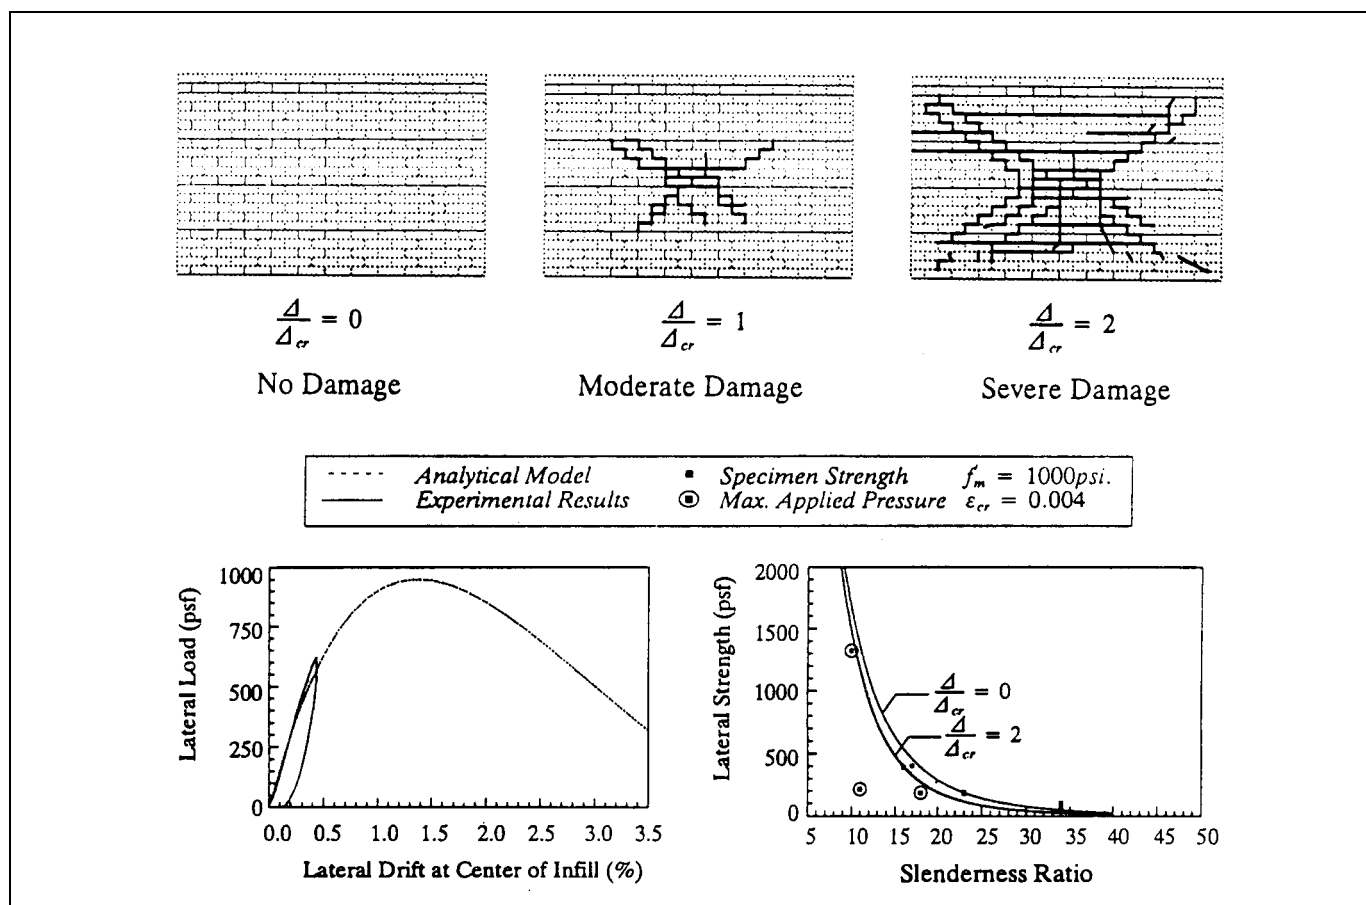 Δ/Δcr = 0
Δ/Δcr = 1
Δ/Δcr = 2
No Damage
Moderate Damage
Severe Damage
Analytical Model
Experimental Results
Specimen Strength
Max. Applied Pressure
f'm = 1000psi.
εcr = 0.004
Lateral Load (psf)
1000
750
500
250
0
0.0 0.5 1.0 1.5 2.0 2.5 3.0 3.5
Lateral Drift at Center of Infill (%)
Lateral Strength (psf)
2000
1500
1000
500
0
Δ/Δcr = 0
Δ/Δcr = 2
5 10 15 20 25 30 35 40 45 50
Slenderness Ratio